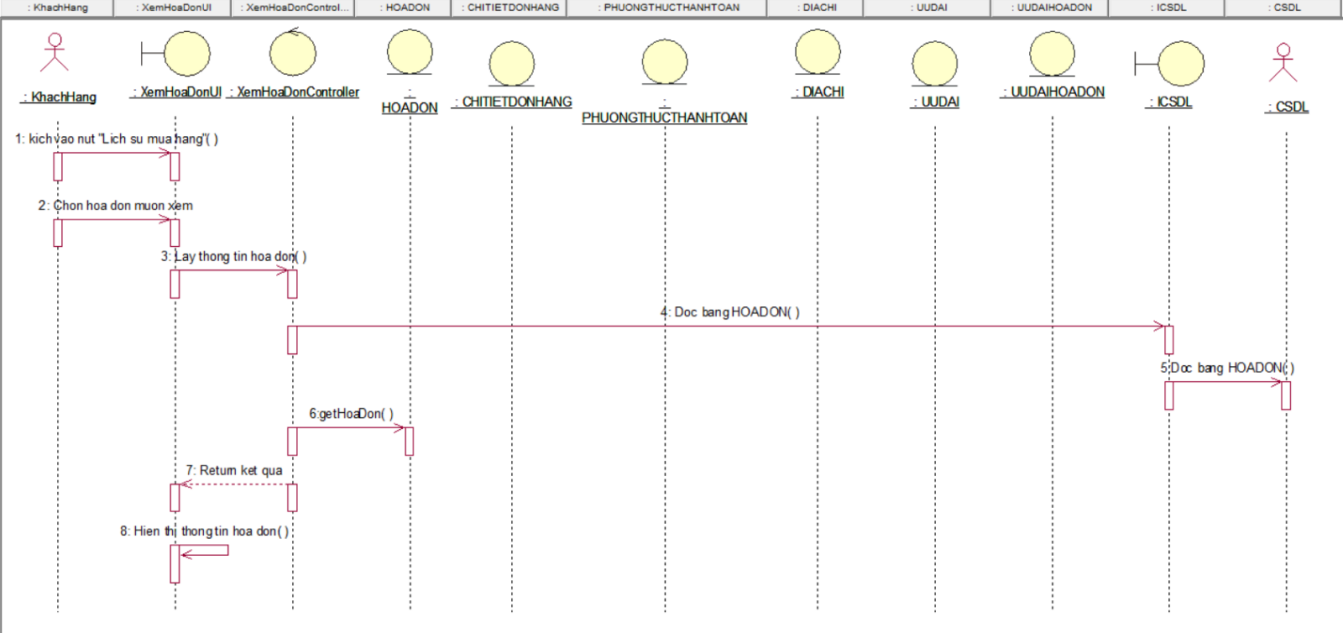 : KhachHang
: XemHoaDonUI
: XemHoaDonControl...
: HOADON
: CHITIETDONHANG
: PHUONGTHUCTHANHTOAN
: DIACHI
: UUDAI
: UUDAIHOADON
: ICSDL
: CSDL
: KhachHang
: XemHoaDonUI
: XemHoaDonController
:
HOADON
: CHITIETDONHANG
:
PHUONGTHUCTHANHTOAN
: DIACHI
: UUDAI
: UUDAIHOADON
: ICSDL
: CSDL
1: kich vao nut "Lich su mua hang"( )
2: Chon hoa don muon xem
3: Lay thong tin hoa don( )
4: Doc bang HOADON( )
5:Doc bang HOADON( )
6:getHoaDon( )
7: Return ket qua
8: Hien thi thong tin hoa don( )